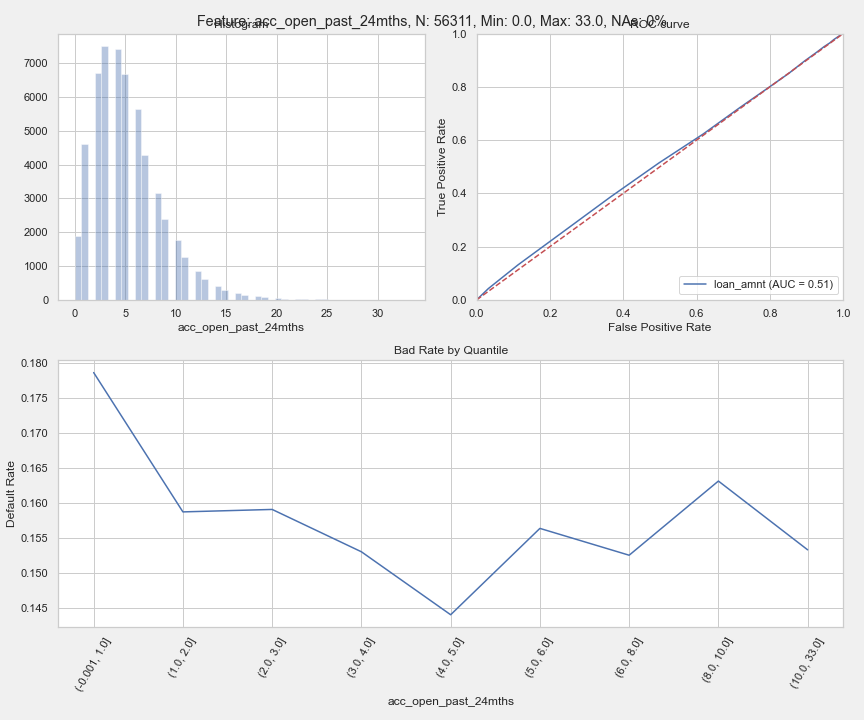 Feature: acc_open_past_24mths, N: 56311, Min: 0.0, Max: 33.0, NAs: 0%
Histogram
ROC curve
7000
6000
5000
4000
3000
2000
1000
0
0 5 10 15 20 25 30
acc_open_past_24mths
True Positive Rate
1.0
0.8
0.6
0.4
0.2
0.0
loan_amnt (AUC = 0.51)
0.0 0.2 0.4 0.6 0.8 1.0
False Positive Rate
Bad Rate by Quantile
Default Rate
0.180
0.175
0.170
0.165
0.160
0.155
0.150
0.145
(-0.001, 1.0]
(1.0, 2.0]
(2.0, 3.0]
(3.0, 4.0]
(4.0, 5.0]
(5.0, 6.0]
(6.0, 8.0]
(8.0, 10.0]
(10.0, 33.0]
acc_open_past_24mths